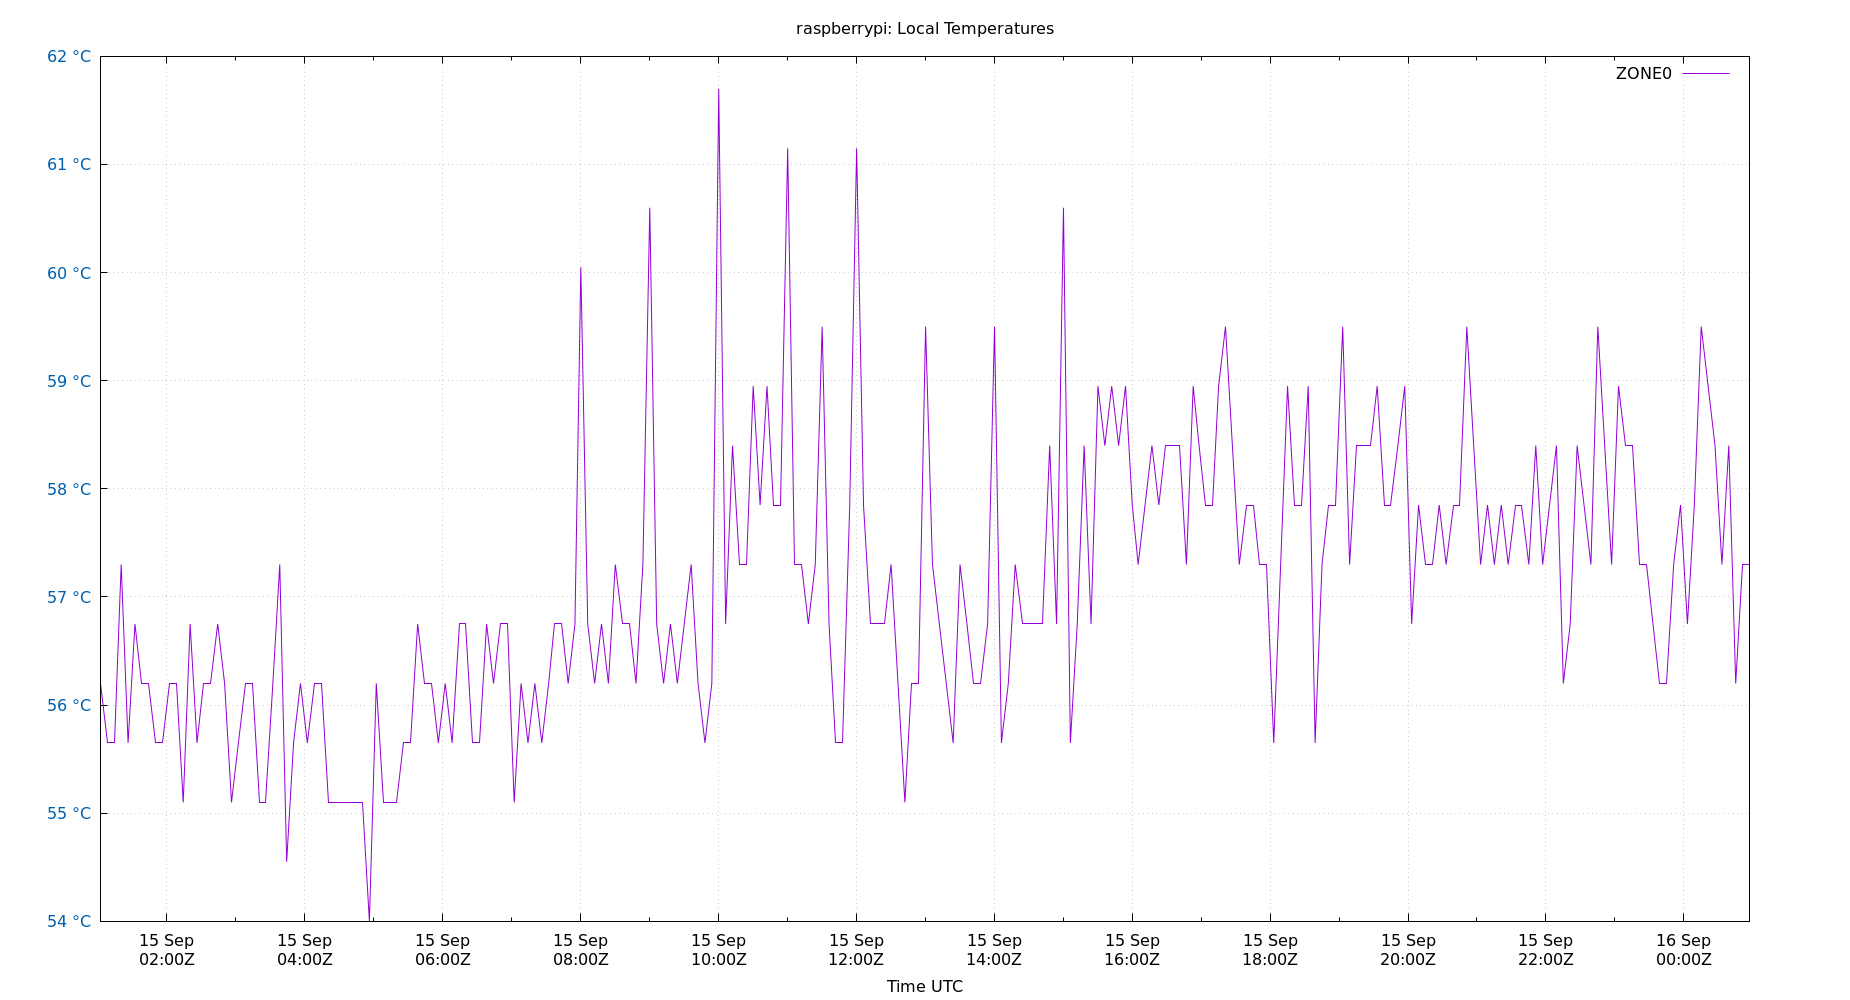 raspberrypi: Local Temperatures
ZONE0
62 °C
61 °C
60 °C
59 °C
58 °C
57 °C
56 °C
55 °C
54 °C
15 Sep 15 Sep 15 Sep 15 Sep 15 Sep 15 Sep 15 Sep 15 Sep 15 Sep 15 Sep 15 Sep 16 Sep
02:00Z 04:00Z 06:00Z 08:00Z 10:00Z 12:00Z 14:00Z 16:00Z 18:00Z 20:00Z 22:00Z 00:00Z
Time UTC